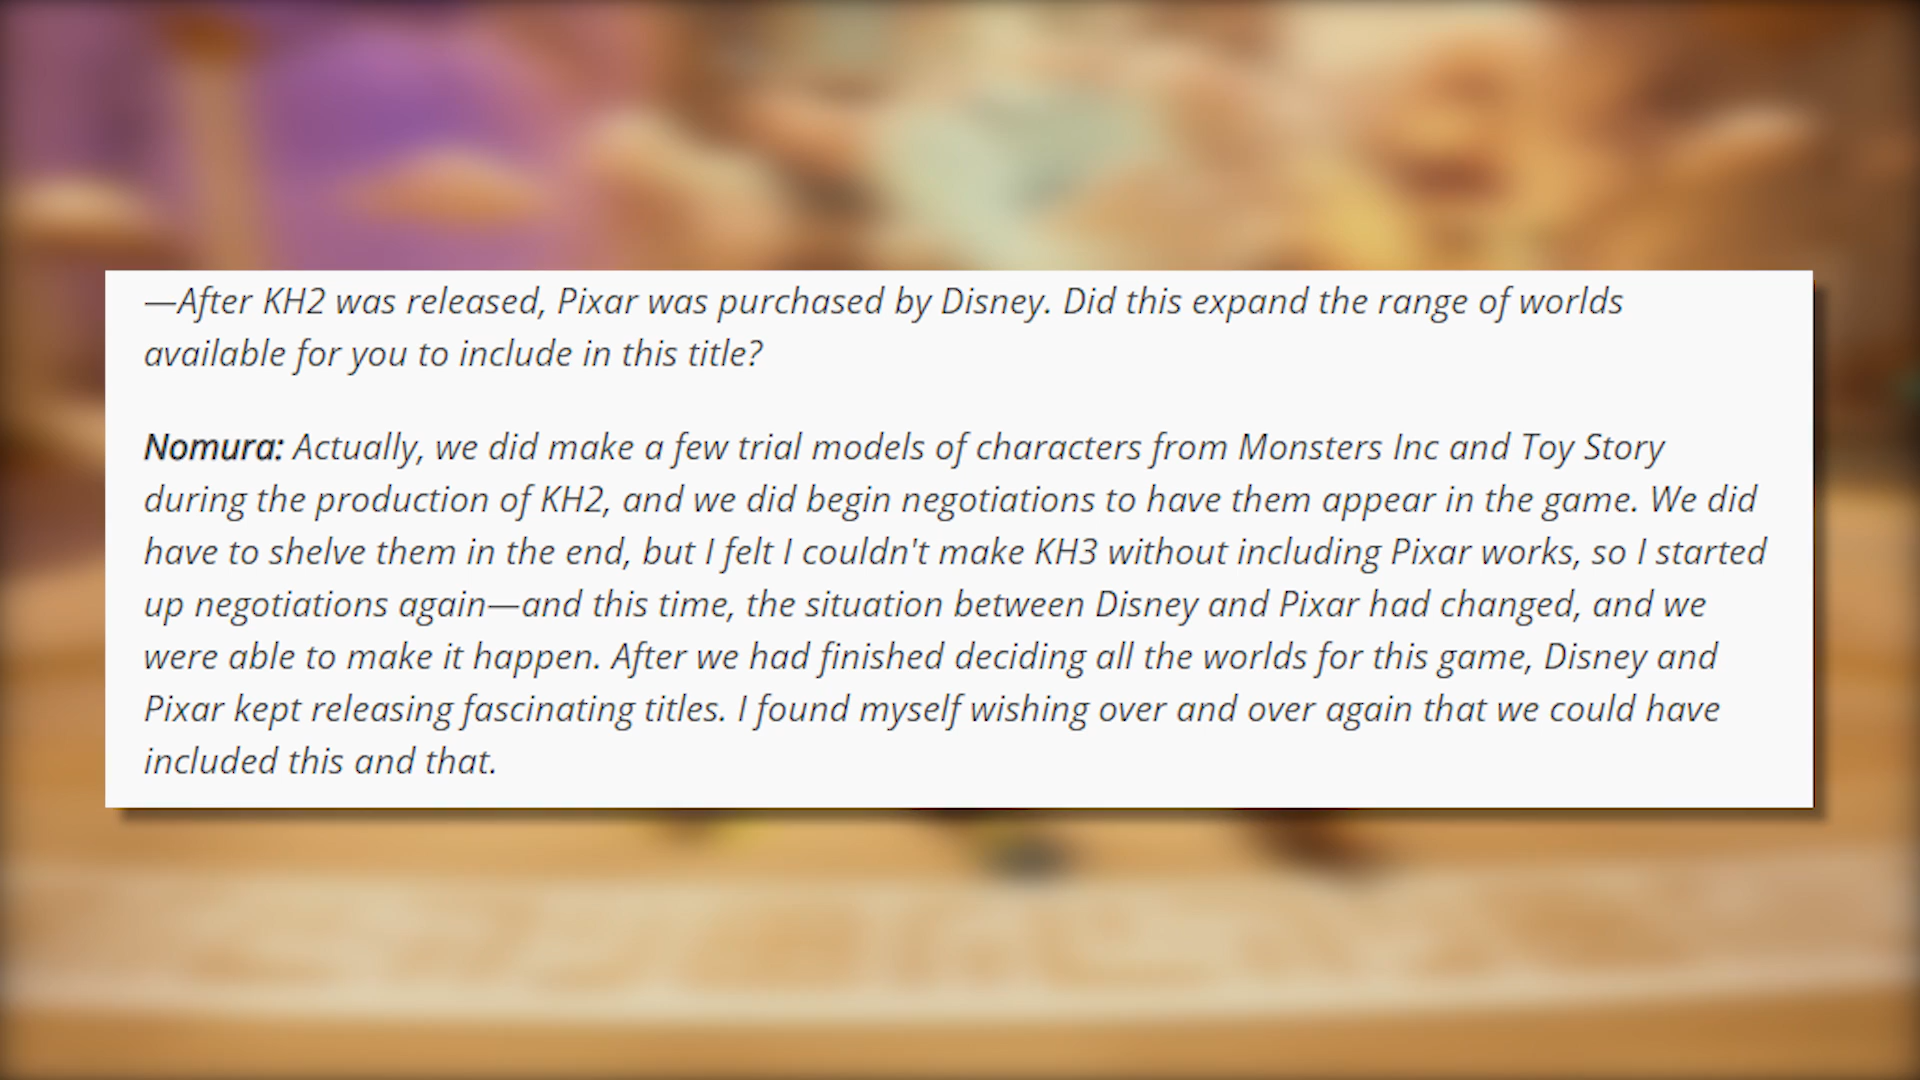 —After KH2 was released, Pixar was purchased by Disney. Did this expand the range of worlds
available for you to include in this title?
Nomura: Actually, we did make a few trial models of characters from Monsters Inc and Toy Story
during the production of KH2, and we did begin negotiations to have them appear in the game. We did
have to shelve them in the end, but I felt I couldn't make KH3 without including Pixar works, so I started
up negotiations again—and this time, the situation between Disney and Pixar had changed, and we
were able to make it happen. After we had finished deciding all the worlds for this game, Disney and
Pixar kept releasing fascinating titles. I found myself wishing over and over again that we could have
included this and that.